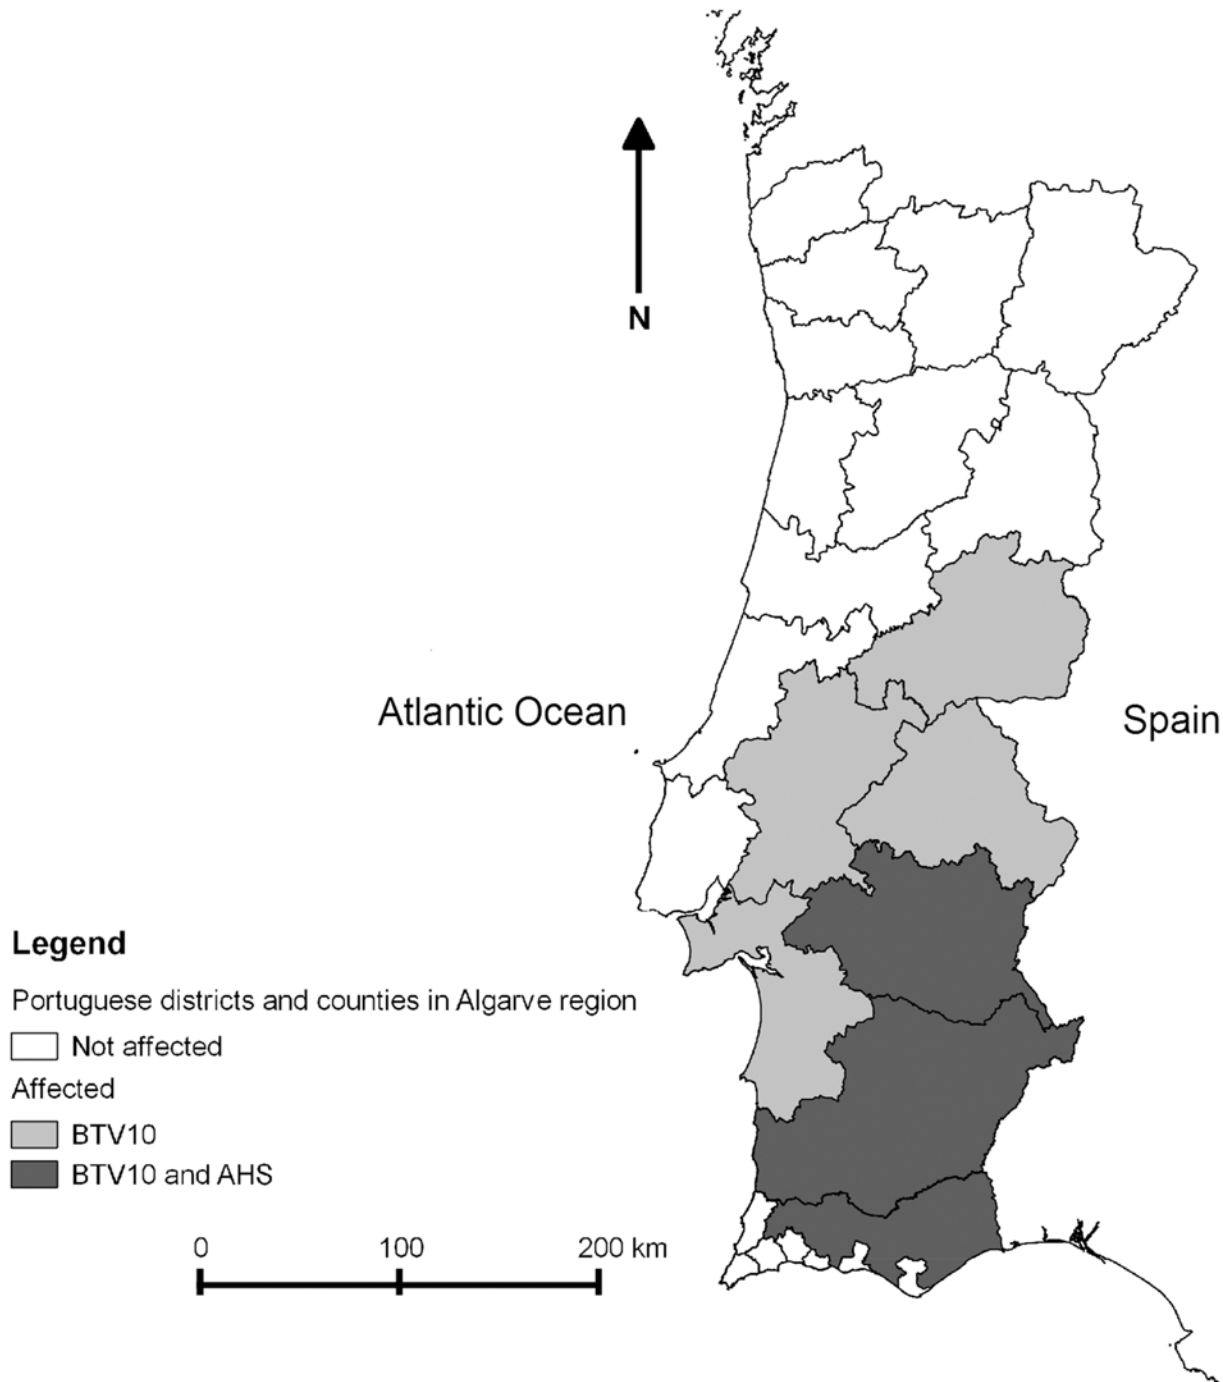 N
Atlantic Ocean
Spain
Legend
Portuguese districts and counties in Algarve region
Not affected
Affected
BTV10
BTV10 and AHS
0 100 200 km